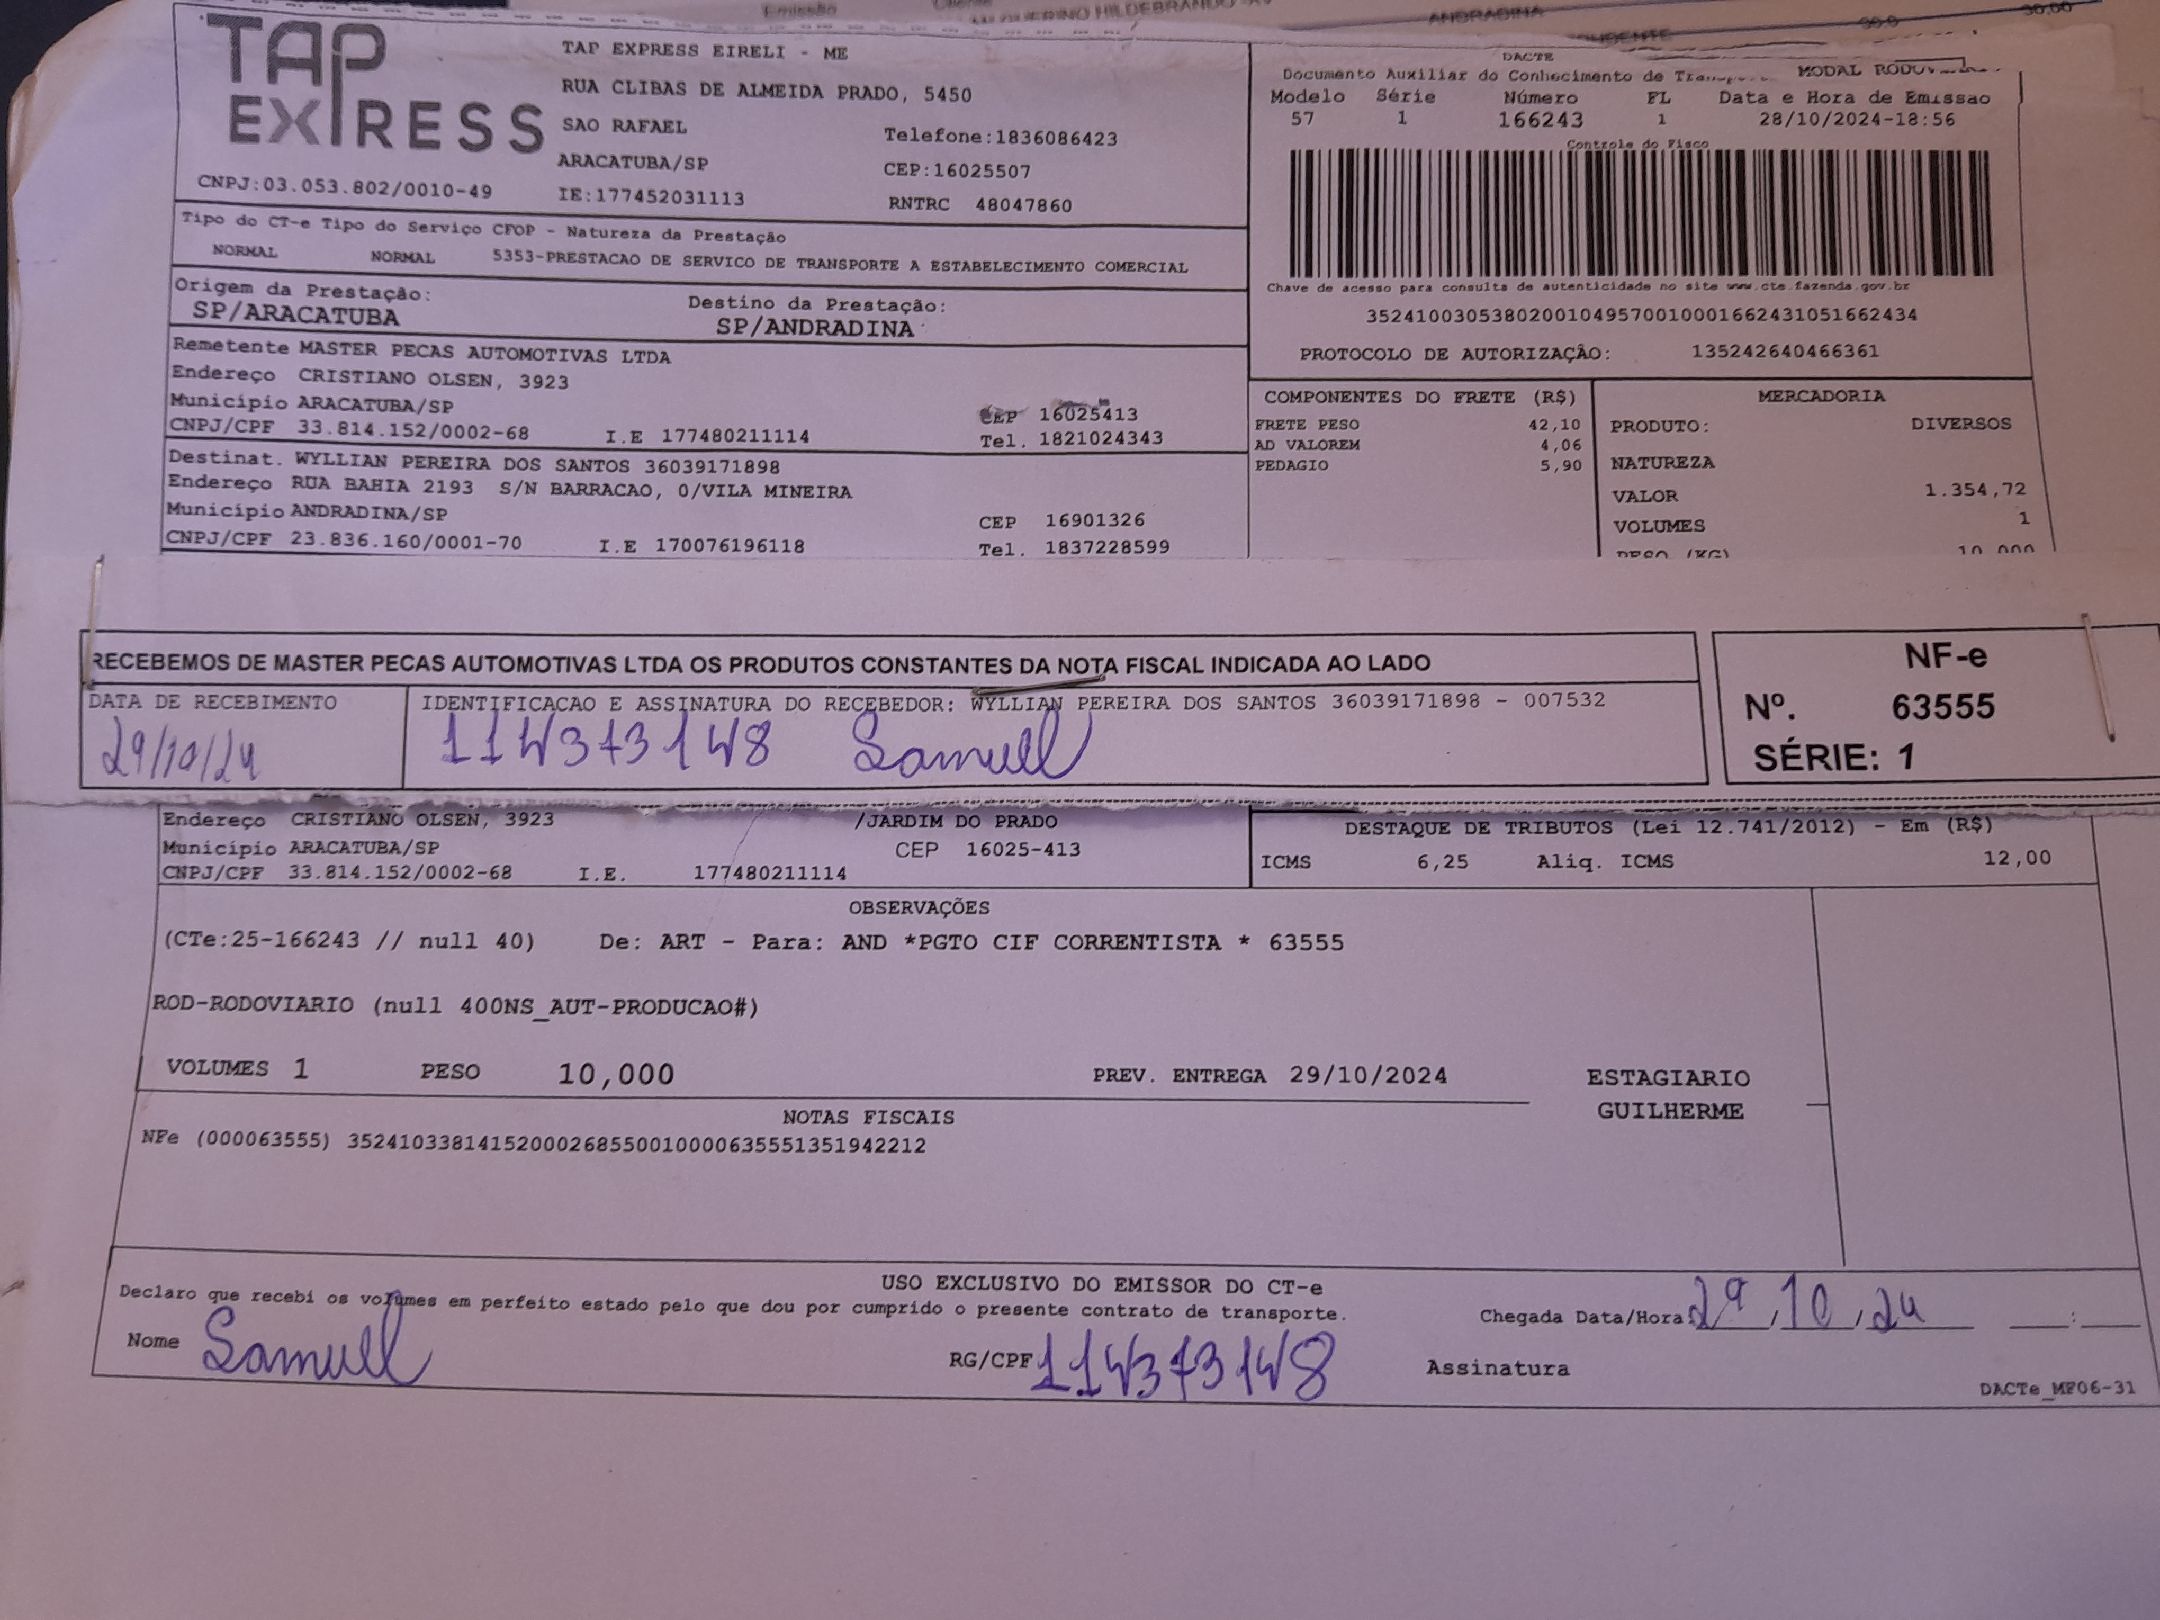 Emissão
HILDEBRANDO
ANDRADINA
TAP EXPRESS
TAP EXPRESS EIRELI - ME
RUA CLIBAS DE ALMEIDA PRADO, 5450
SAO RAFAEL
Telefone:1836086423
ARACATUBA/SP
CEP:16025507
CNPJ:03.053.802/0010-49
IE:177452031113
RNTRC 48047860
DACTE
Documento Auxiliar do Conhecimento de
MODAL
Modelo Série Número FL Data e Hora de Emissao
57 1 166243 1 28/10/2024-18:56
Controle do Fisco
Chave de acesso para consulta de autenticidade no site www.cte.fazenda.gov.br
35241003053802001049570010001662431051662434
PROTOCOLO DE AUTORIZAÇÃO: 135242640466361
Tipo do CT-e Tipo do Serviço CFOP - Natureza da Prestação
NORMAL NORMAL 5353-PRESTACAO DE SERVICO DE TRANSPORTE A ESTABELECIMENTO COMERCIAL
Origem da Prestação: Destino da Prestação:
SP/ARACATUBA SP/ANDRADINA
Remetente MASTER PECAS AUTOMOTIVAS LTDA
Endereço CRISTIANO OLSEN, 3923
Município ARACATUBA/SP CEP 16025413
CNPJ/CPF 33.814.152/0002-68 I.E 177480211114 Tel. 1821024343
Destinat. WYLLIAN PEREIRA DOS SANTOS 36039171898
Endereço RUA BAHIA 2193 S/N BARRACAO, 0/VILA MINEIRA
Município ANDRADINA/SP CEP 16901326
CNPJ/CPF 23.836.160/0001-70 I.E 170076196118 Tel. 1837228599
COMPONENTES DO FRETE (R$)
FRETE PESO 42,10
AD VALOREM 4,06
PEDAGIO 5,90
MERCADORIA
PRODUTO: DIVERSOS
NATUREZA
VALOR 1.354,72
VOLUMES 1
PESO (KG) 10,000
RECEBEMOS DE MASTER PECAS AUTOMOTIVAS LTDA OS PRODUTOS CONSTANTES DA NOTA FISCAL INDICADA AO LADO
DATA DE RECEBIMENTO
29/10/24
IDENTIFICACAO E ASSINATURA DO RECEBEDOR: WYLLIAN PEREIRA DOS SANTOS 36039171898 - 007532
114373148 Samuel
NF-e
Nº. 63555
SÉRIE: 1
Endereço CRISTIANO OLSEN, 3923 /JARDIM DO PRADO
Município ARACATUBA/SP CEP 16025-413
CNPJ/CPF 33.814.152/0002-68 I.E. 177480211114
DESTAQUE DE TRIBUTOS (Lei 12.741/2012) - Em (R$)
ICMS 6,25 Aliq. ICMS 12,00
OBSERVAÇÕES
(CTe:25-166243 // null 40) De: ART - Para: AND *PGTO CIF CORRENTISTA * 63555
ROD-RODOVIARIO (null 400NS_AUT-PRODUCAO#)
VOLUMES 1 PESO 10,000 PREV. ENTREGA 29/10/2024
ESTAGIARIO
GUILHERME
NOTAS FISCAIS
NFe (000063555) 35241033814152000268550010000635551351942212
USO EXCLUSIVO DO EMISSOR DO CT-e
Declaro que recebi os volumes em perfeito estado pelo que dou por cumprido o presente contrato de transporte.
Chegada Data/Hora: 29/10/24 :
Nome Samuel
RG/CPF 114373148
Assinatura
DACTe_MP06-31